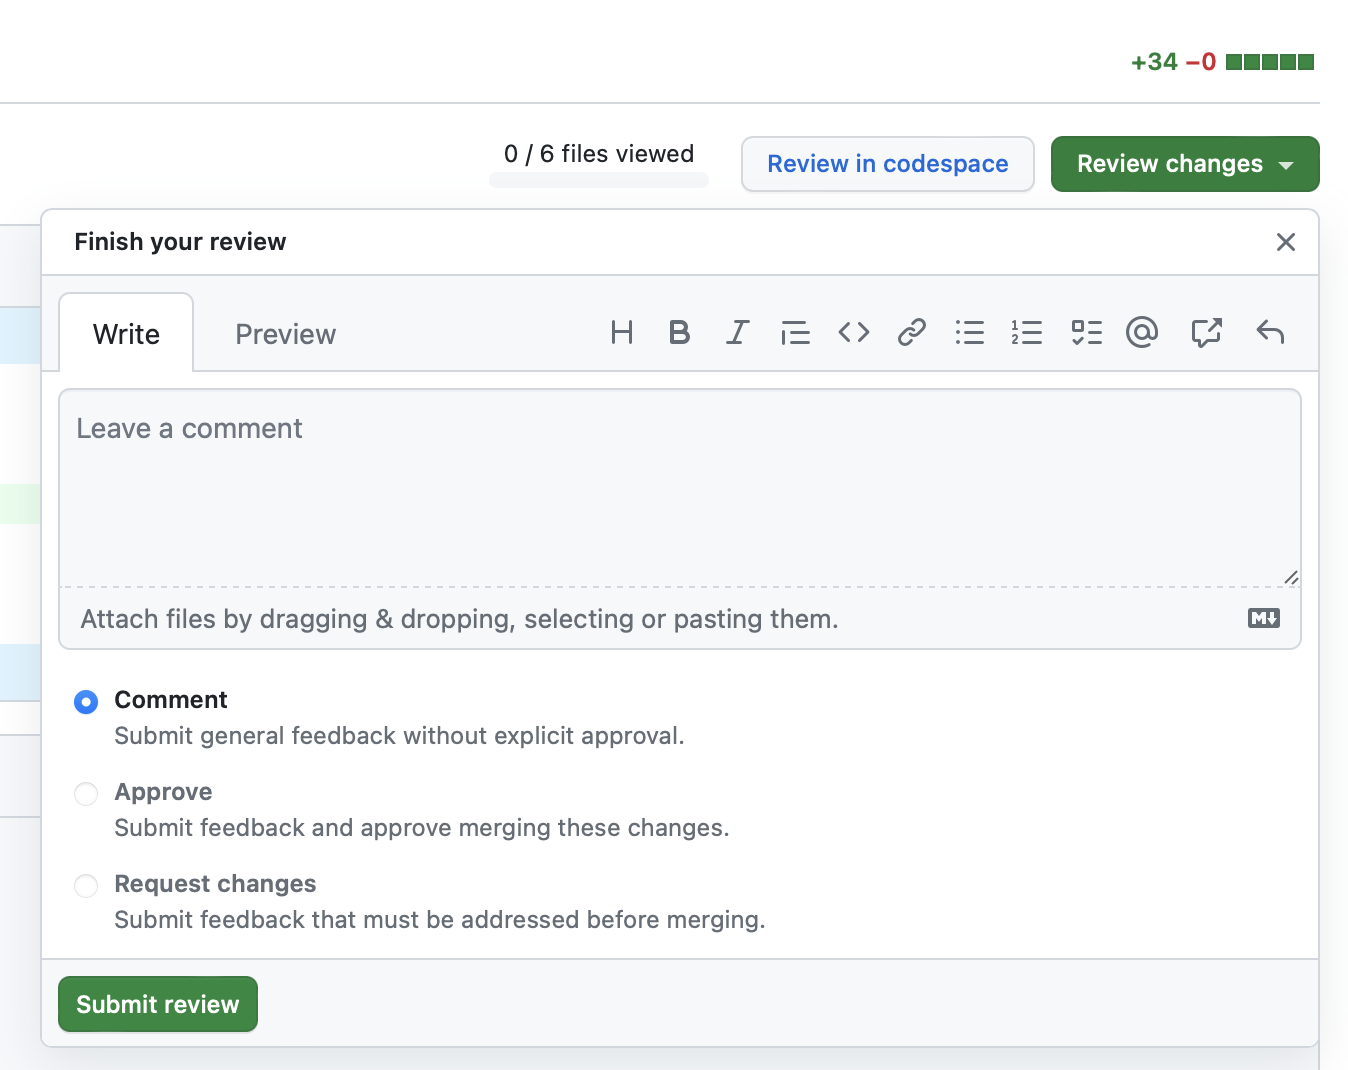 +34 −0
0 / 6 files viewed
Review in codespace
Review changes
Finish your review
Write
Preview
Leave a comment
Attach files by dragging & dropping, selecting or pasting them.
Comment
Submit general feedback without explicit approval.
Approve
Submit feedback and approve merging these changes.
Request changes
Submit feedback that must be addressed before merging.
Submit review